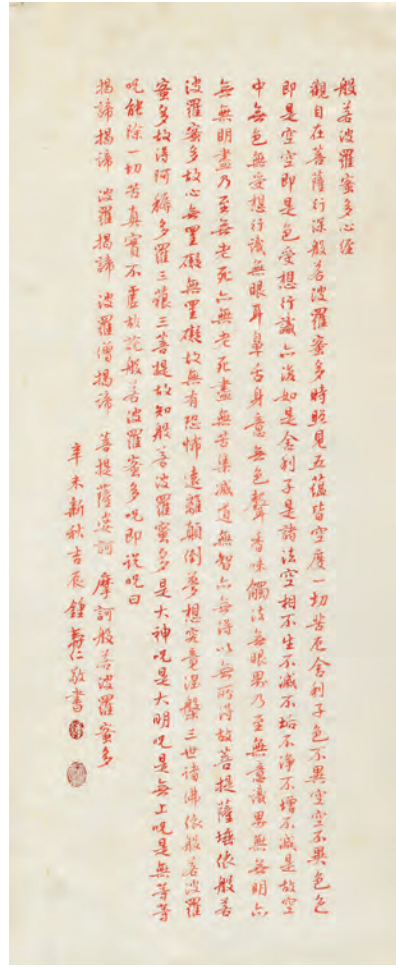 般若波羅蜜多心經
觀自在菩薩行深般若波羅蜜多時照見五蘊皆空度一切苦厄舍利子色不異空空不異色色
即是空空即是色受想行識亦復如是舍利子是諸法空相不生不滅不垢不淨不增不減是故空
中無色無受想行識無眼耳鼻舌身意無色聲香味觸法無眼界乃至無意識界無無明亦
無無明盡乃至無老死亦無老死盡無苦集滅道無智亦無得以無所得故菩提薩埵依般若
波羅蜜多故心無罣礙無罣礙故無有恐怖遠離顛倒夢想究竟涅槃三世諸佛依般若波羅
蜜多故得阿耨多羅三藐三菩提故知般若波羅蜜多是大神呪是大明呪是無上呪是無等等
呪能除一切苦真實不虛故說般若波羅蜜多呪即說呪曰
揭諦揭諦 波羅揭諦 波羅僧揭諦 菩提薩婆訶 摩訶般若波羅蜜多
辛未新秋吉辰鍾壽仁敬書